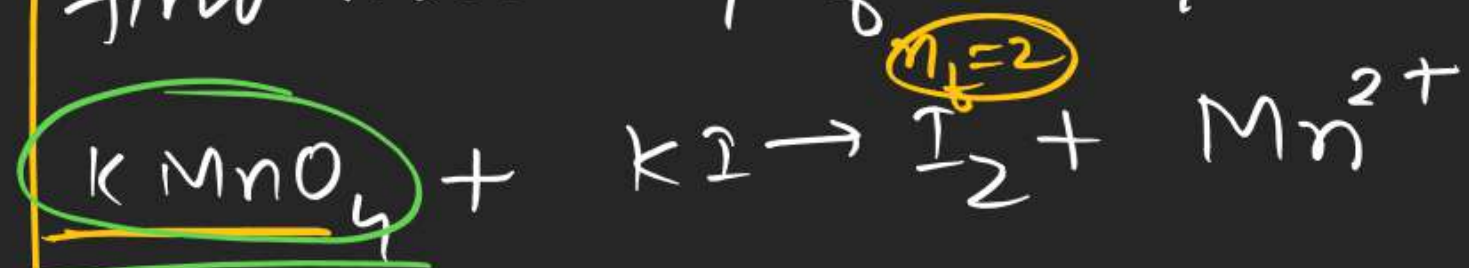 n_f=2
KMnO₄ + KI → I₂ + Mn²⁺